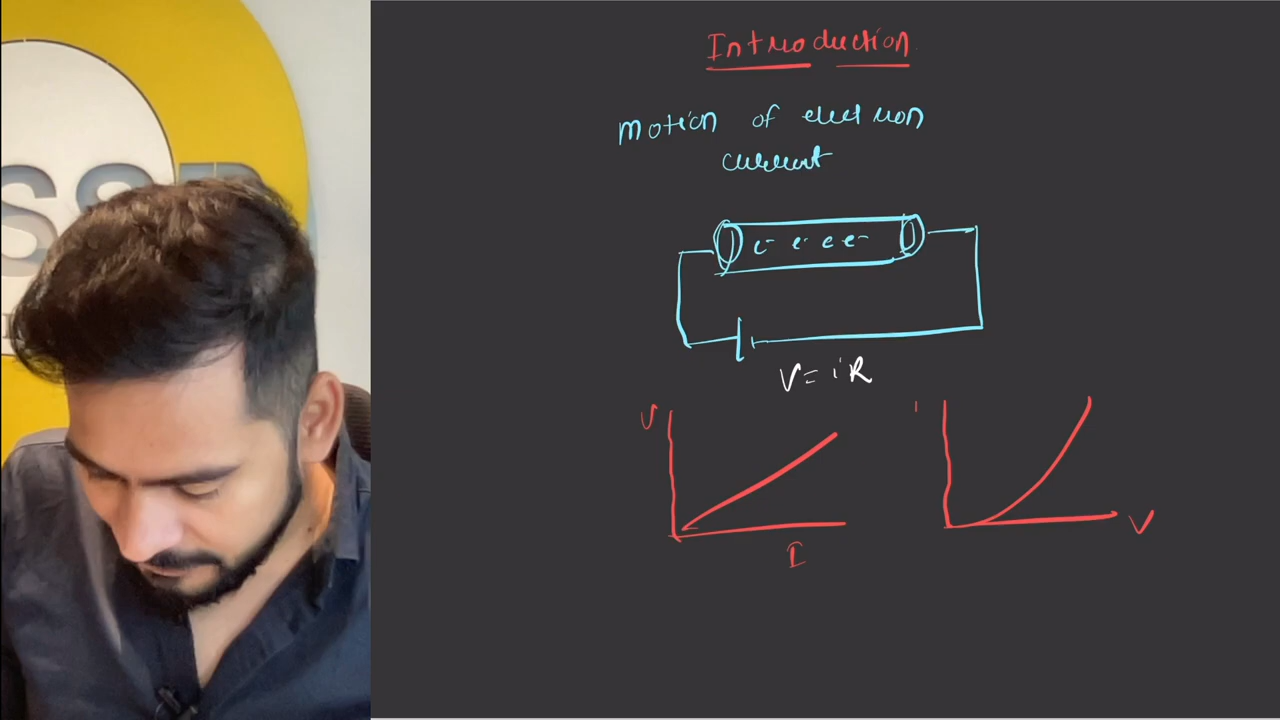 Introduction
motion of electron
current
e- e- e e-
V = iR
V
I
i
V